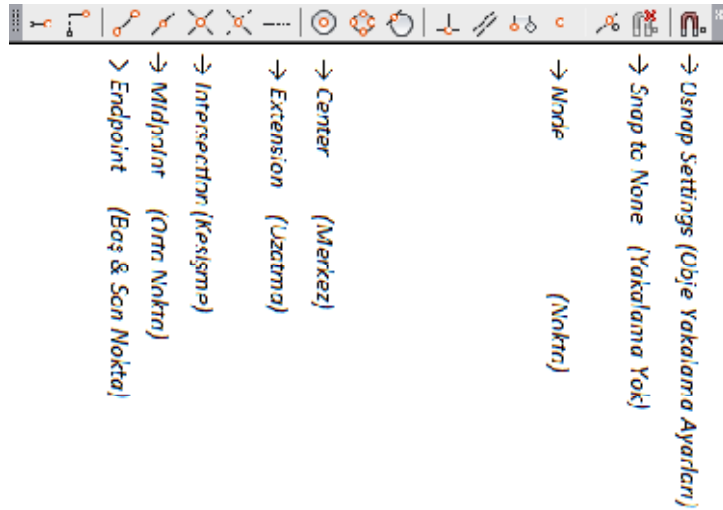 → Osnap Settings (Obje Yakalama Ayarları)
→ Snap to None (Yakalama Yok)
→ Node (Nokta)
→ Center (Merkez)
→ Extension (Uzatma)
→ Intersection (Kesişme)
→ Midpoint (Orta Nokta)
> Endpoint (Baş & Son Nokta)